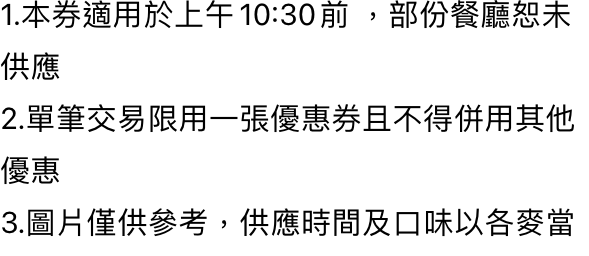 1.本券適用於上午10:30前 ，部份餐廳恕未
供應
2.單筆交易限用一張優惠券且不得併用其他
優惠
3.圖片僅供參考，供應時間及口味以各麥當